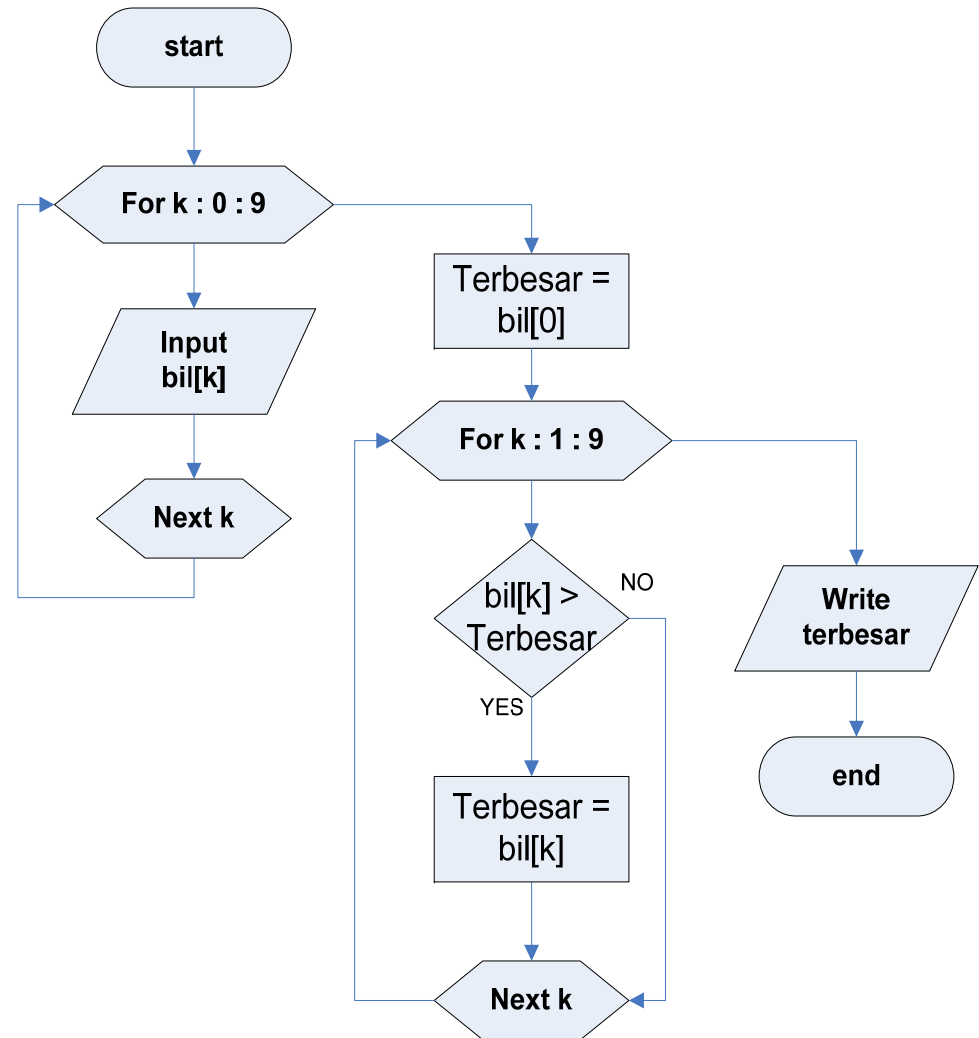 start
For k : 0 : 9
Input
bil[k]
Next k
Terbesar =
bil[0]
For k : 1 : 9
bil[k] >
Terbesar
NO
YES
Terbesar =
bil[k]
Next k
Write
terbesar
end